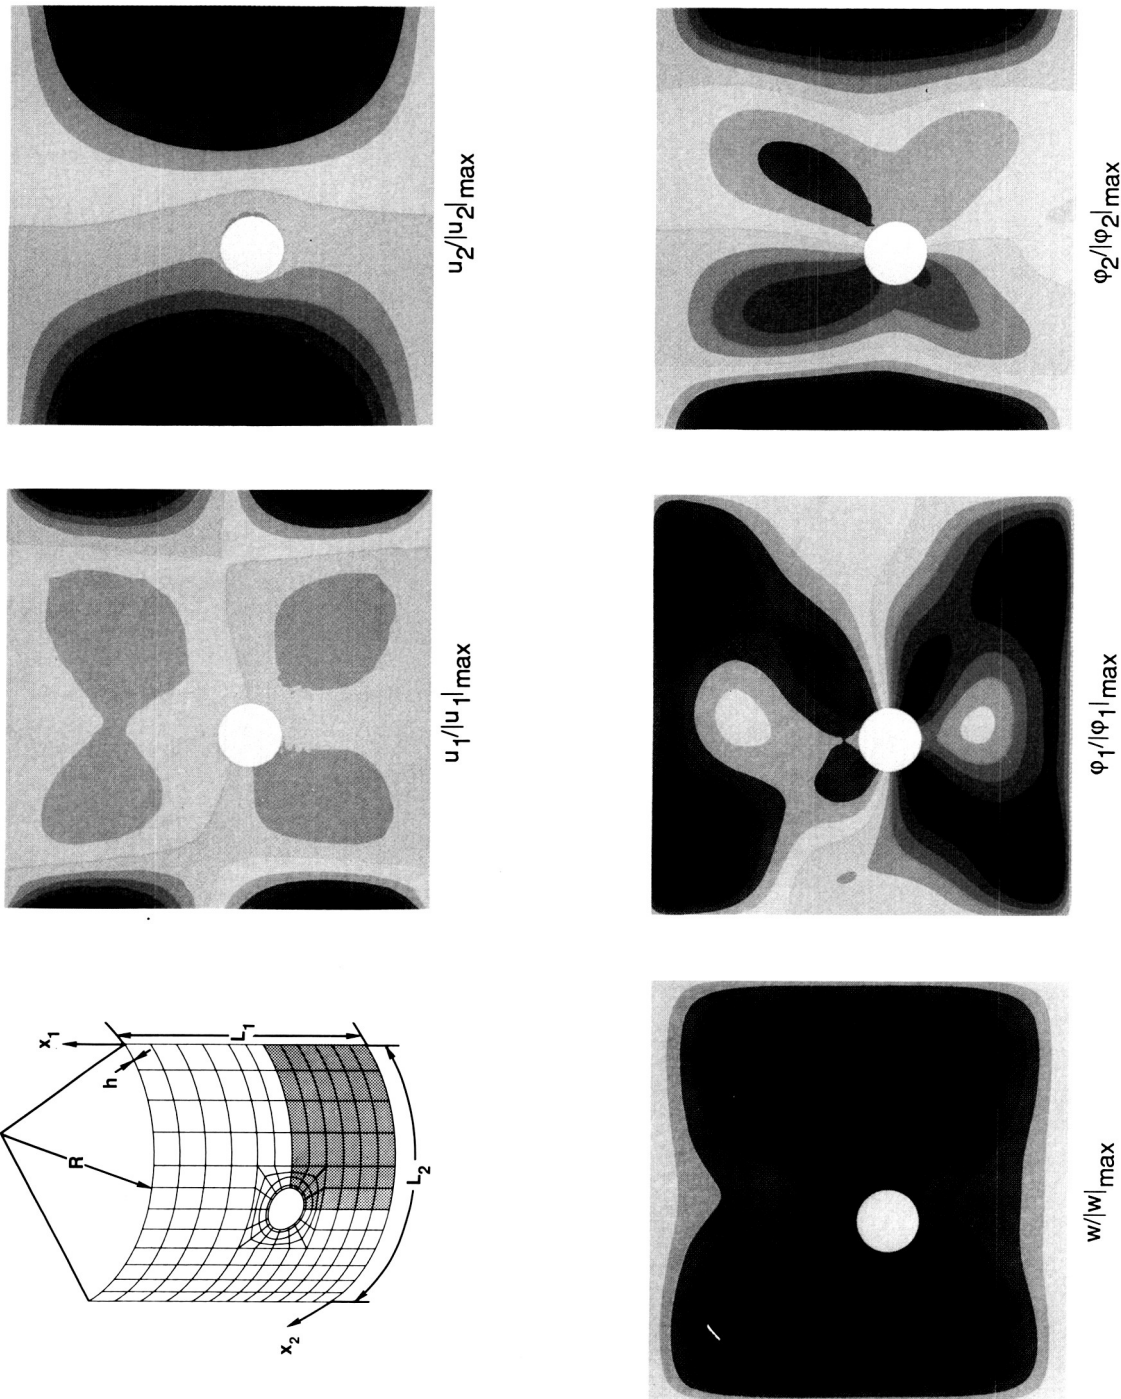 x₁
h
R
L₁
L₂
x₂
u₁/|u₁|max
u₂/|u₂|max
w/|w|max
φ₁/|φ₁|max
φ₂/|φ₂|max